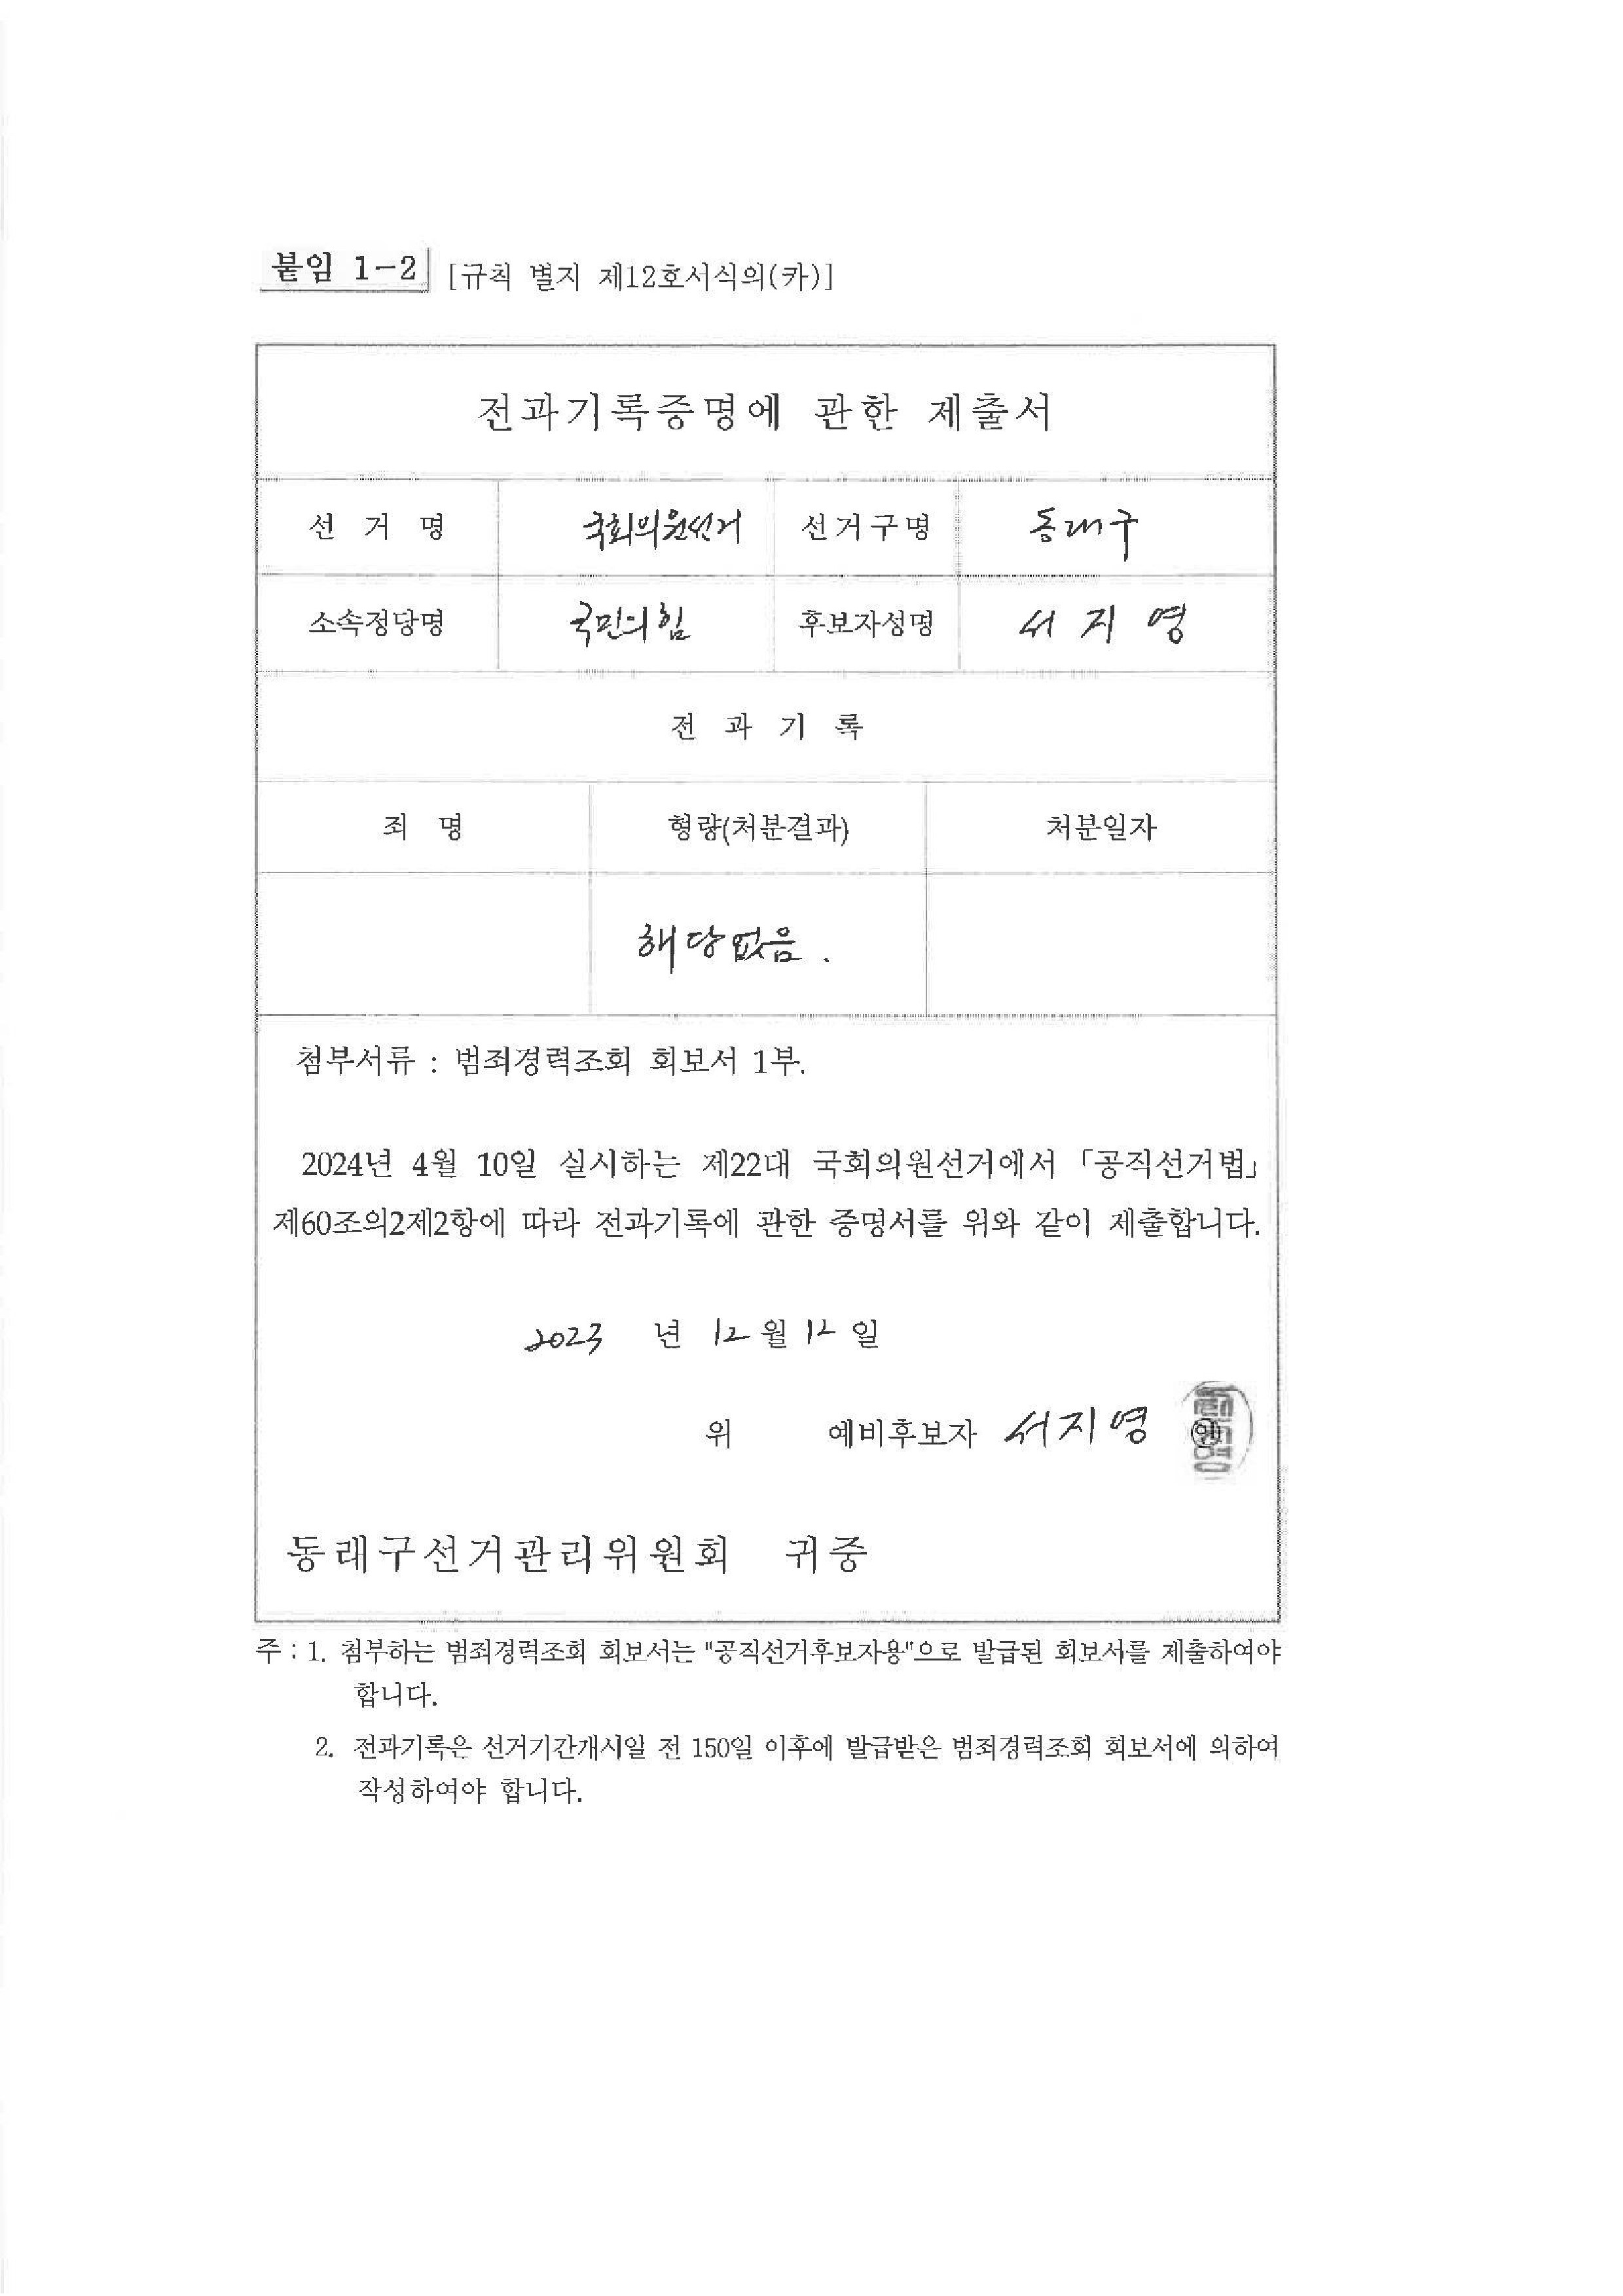 붙임 1-2 [규칙 별지 제12호서식의(카)]
전과기록증명에 관한 제출서
선 거 명 국회의원선거 선거구명 동래구
소속정당명 국민의힘 후보자성명 서 지 영
전 과 기 록
죄 명 형량(처분결과) 처분일자
해당없음.
첨부서류 : 범죄경력조회 회보서 1부.
2024년 4월 10일 실시하는 제22대 국회의원선거에서 「공직선거법」
제60조의2제2항에 따라 전과기록에 관한 증명서를 위와 같이 제출합니다.
2023 년 12월 12 일
위 예비후보자 서지영 ㊞
동래구선거관리위원회 귀중
주 : 1. 첨부하는 범죄경력조회 회보서는 "공직선거후보자용"으로 발급된 회보서를 제출하여야
합니다.
2. 전과기록은 선거기간개시일 전 150일 이후에 발급받은 범죄경력조회 회보서에 의하여
작성하여야 합니다.